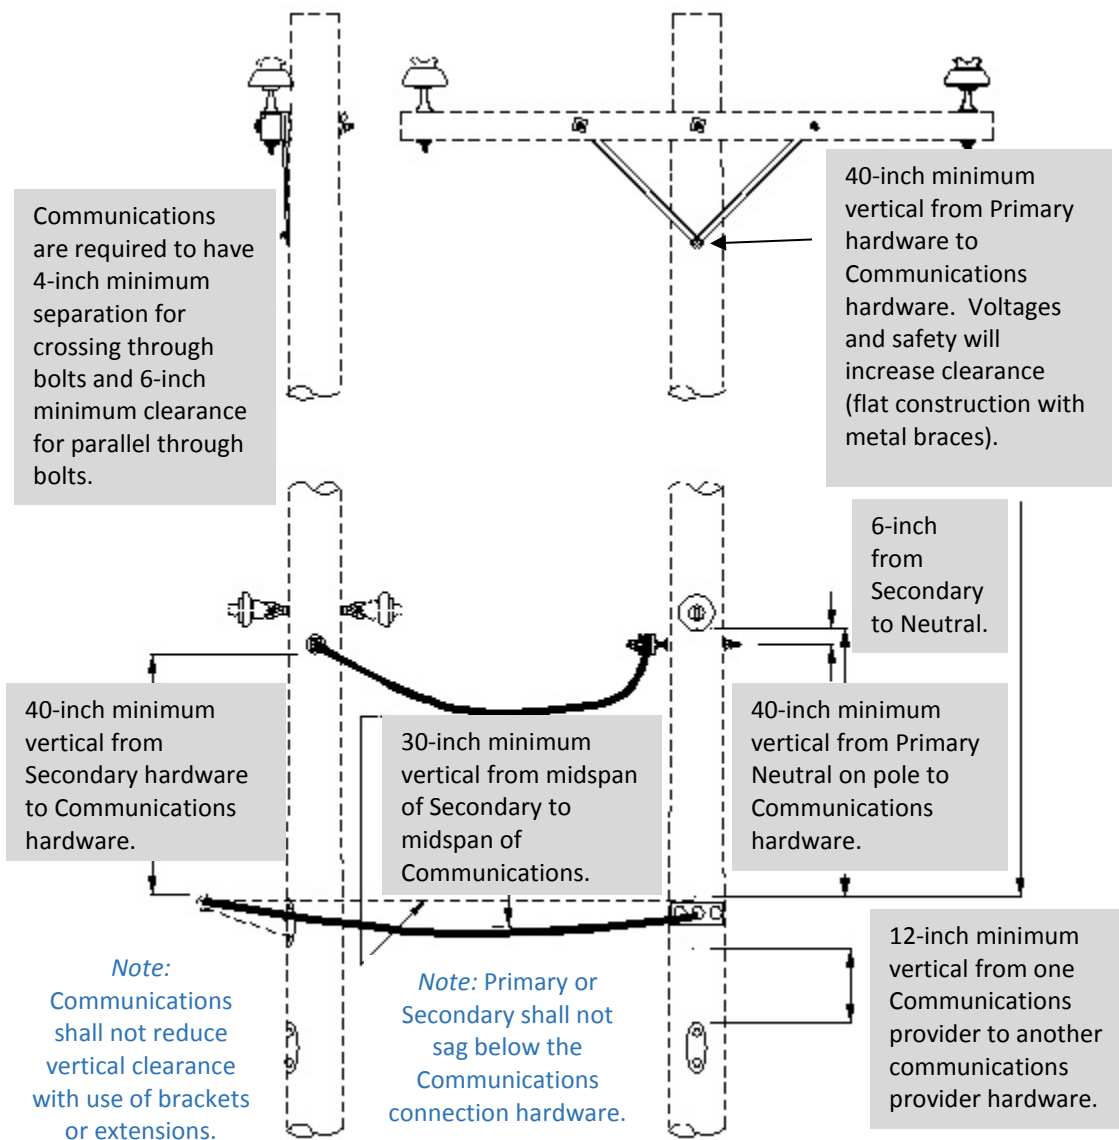 Communications
are required to have
4-inch minimum
separation for
crossing through
bolts and 6-inch
minimum clearance
for parallel through
bolts.
40-inch minimum
vertical from Primary
hardware to
Communications
hardware.  Voltages
and safety will
increase clearance
(flat construction with
metal braces).
6-inch
from
Secondary
to Neutral.
40-inch minimum
vertical from
Secondary hardware
to Communications
hardware.
30-inch minimum
vertical from midspan
of Secondary to
midspan of
Communications.
40-inch minimum
vertical from Primary
Neutral on pole to
Communications
hardware.
Note:
Communications
shall not reduce
vertical clearance
with use of brackets
or extensions.
Note: Primary or
Secondary shall not
sag below the
Communications
connection hardware.
12-inch minimum
vertical from one
Communications
provider to another
communications
provider hardware.